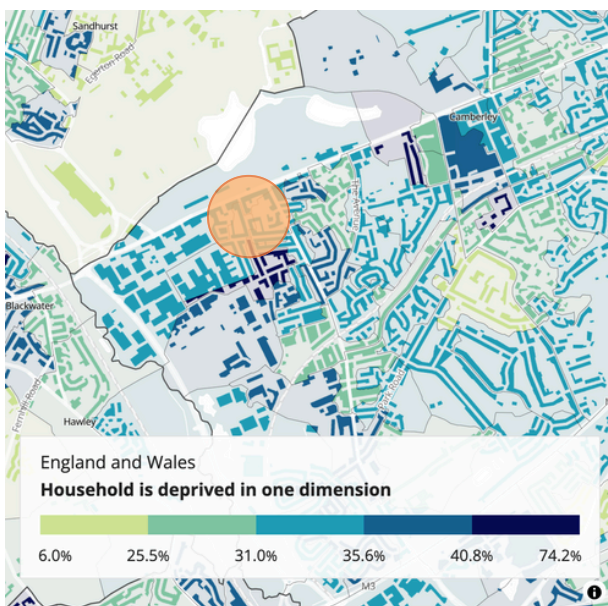 Sandhurst
Egerton Road
Camberley
The Avenue
Blackwater
Fernhill Road
Park Road
Hawley
England and Wales
Household is deprived in one dimension
6.0% 25.5% 31.0% 35.6% 40.8% 74.2%
M3
i